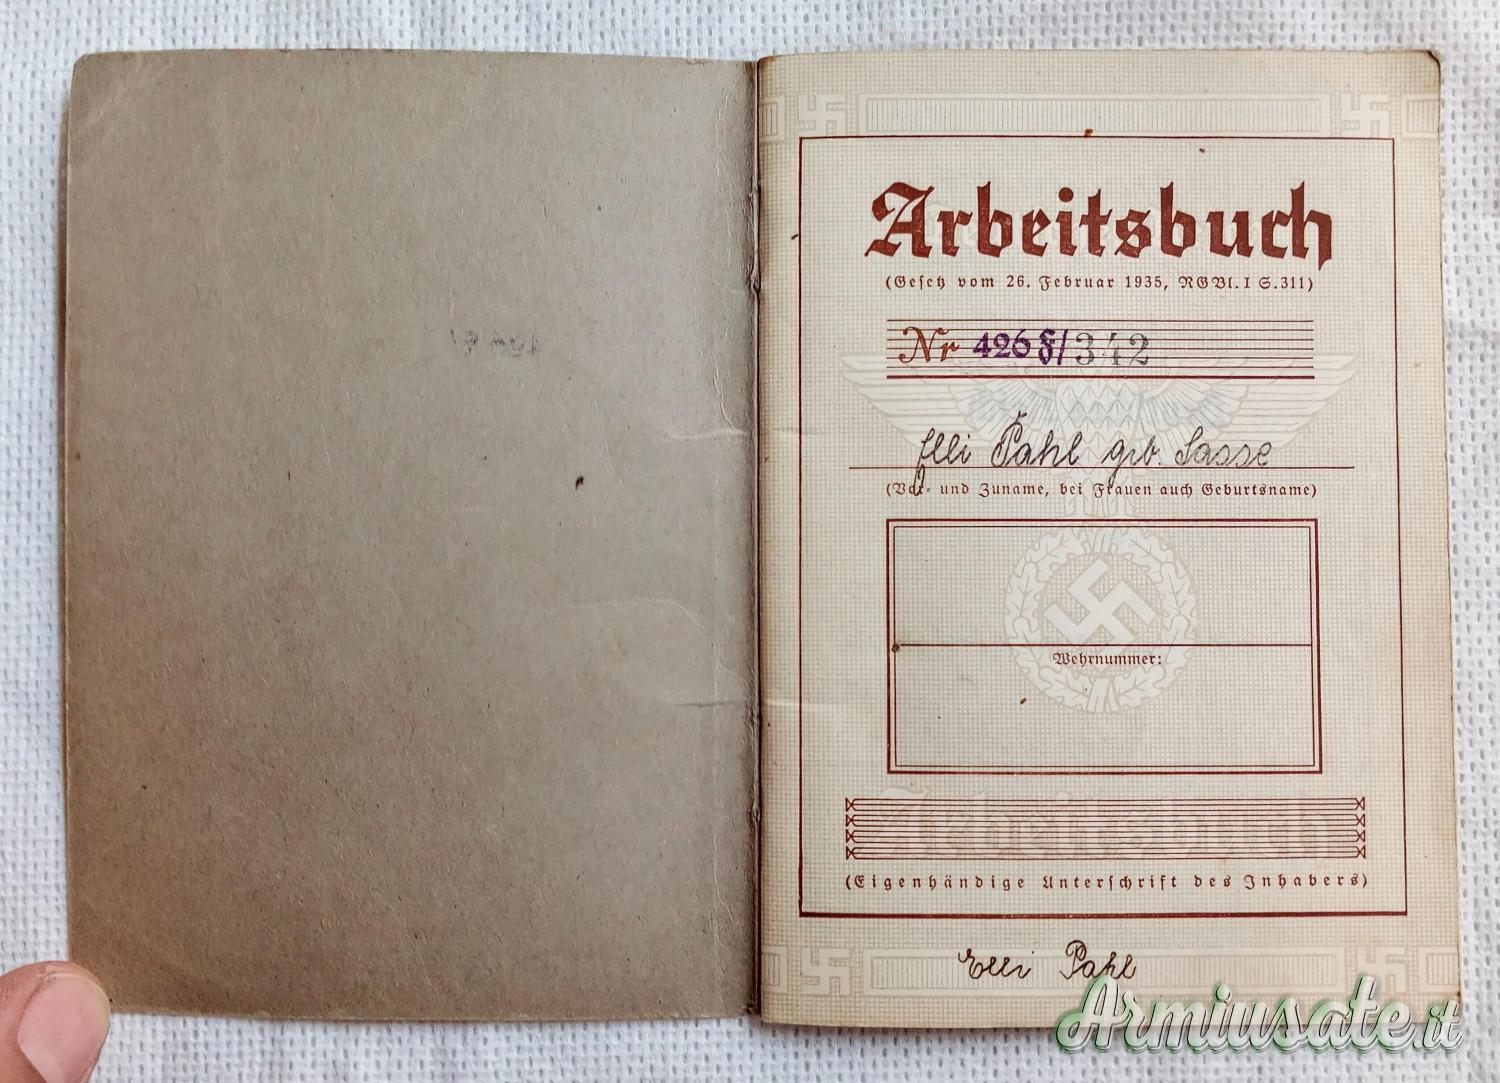 Arbeitsbuch
(Gesetz vom 26. Februar 1935, RGBl. I S. 311)
Nr 426 F/342
Elli Pahl geb. Sasse
(Vor- und Zuname, bei Frauen auch Geburtsname)
Wehrnummer:
Arbeitsbuch
(Eigenhändige Unterschrift des Inhabers)
Elli Pahl
Armiusate.it